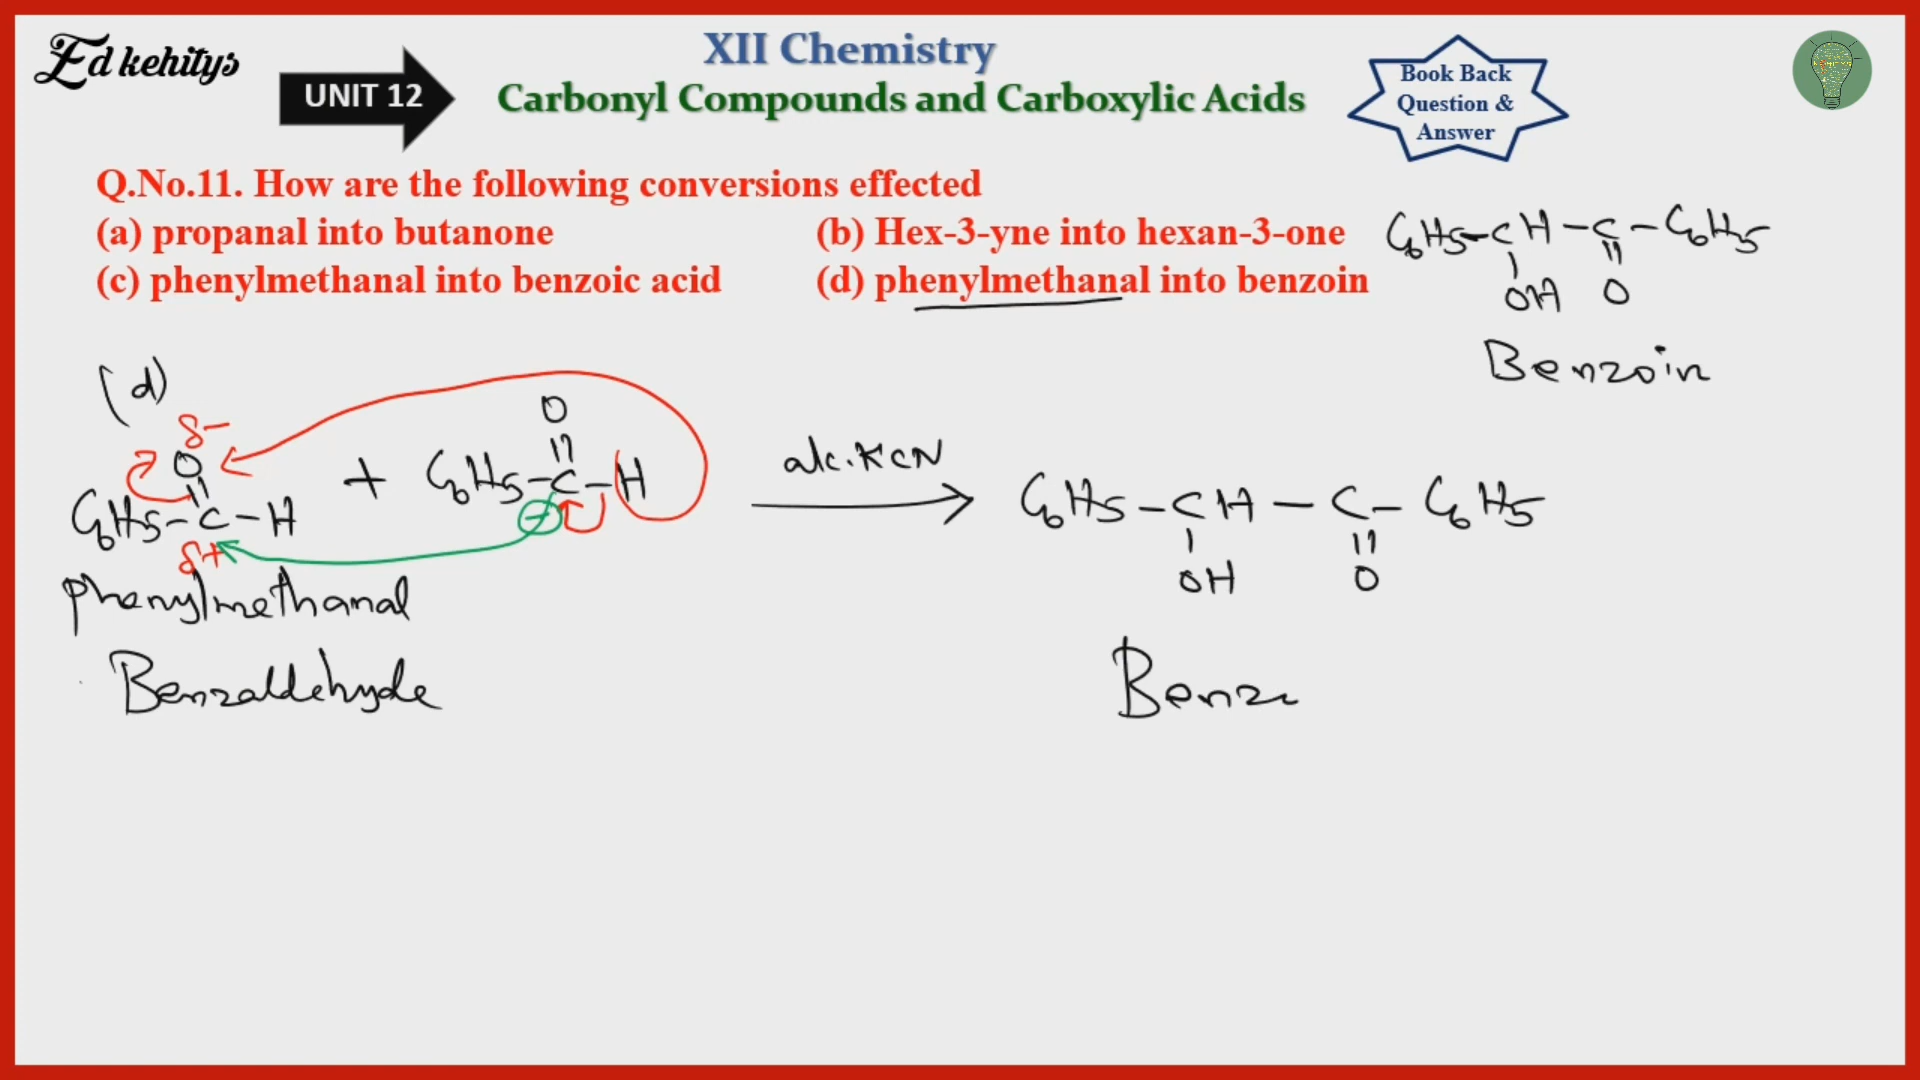 Ed kehitys
UNIT 12
XII Chemistry
Carbonyl Compounds and Carboxylic Acids
Book Back
Question &
Answer
Q.No.11. How are the following conversions effected
(a) propanal into butanone
(b) Hex-3-yne into hexan-3-one
(c) phenylmethanal into benzoic acid
(d) phenylmethanal into benzoin
C6H5-CH-C-C6H5
OH O
Benzoin
(d)
δ- O
O
C6H5-C-H + C6H5-C-H alc.KCN C6H5-CH-C-C6H5
δ+ - OH O
Phenylmethanal
Benzaldehyde
Benz